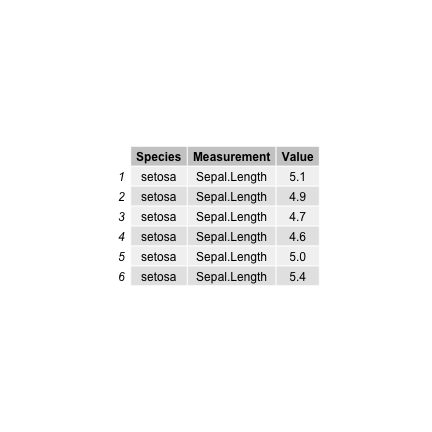 Species Measurement Value
1 setosa Sepal.Length 5.1
2 setosa Sepal.Length 4.9
3 setosa Sepal.Length 4.7
4 setosa Sepal.Length 4.6
5 setosa Sepal.Length 5.0
6 setosa Sepal.Length 5.4